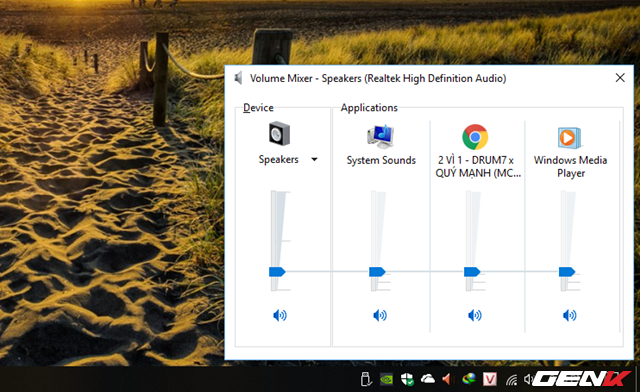 Volume Mixer - Speakers (Realtek High Definition Audio)
Device
Applications
Speakers
System Sounds
2 VÌ 1 - DRUM7 x
QUÝ MẠNH (MC...
Windows Media
Player
V
GENK